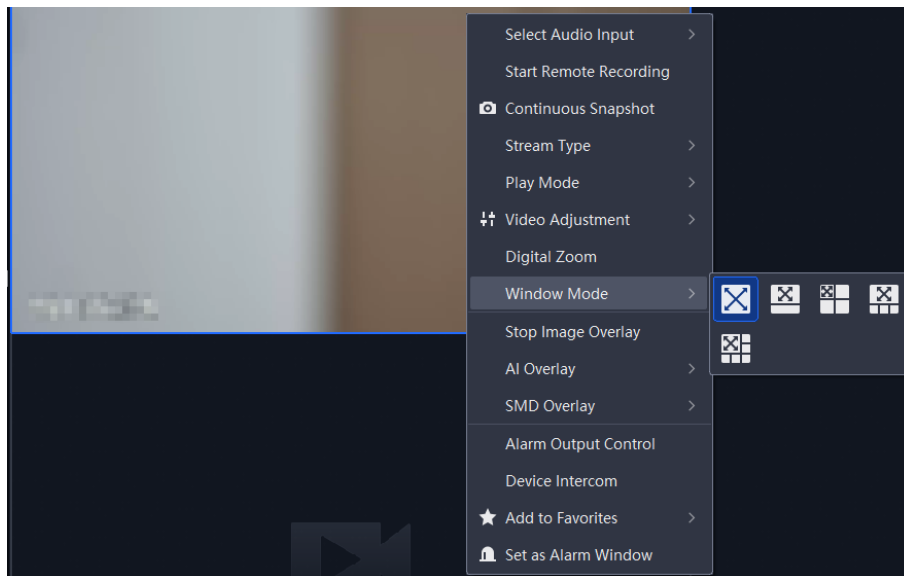 Select Audio Input
Start Remote Recording
Continuous Snapshot
Stream Type
Play Mode
Video Adjustment
Digital Zoom
Window Mode
Stop Image Overlay
AI Overlay
SMD Overlay
Alarm Output Control
Device Intercom
Add to Favorites
Set as Alarm Window